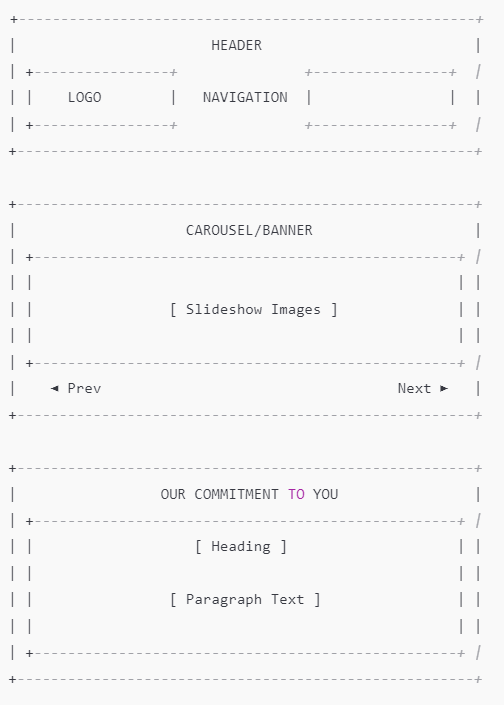 HEADER
LOGO NAVIGATION
CAROUSEL/BANNER
[ Slideshow Images ]
◄ Prev Next ►
OUR COMMITMENT TO YOU
[ Heading ]
[ Paragraph Text ]